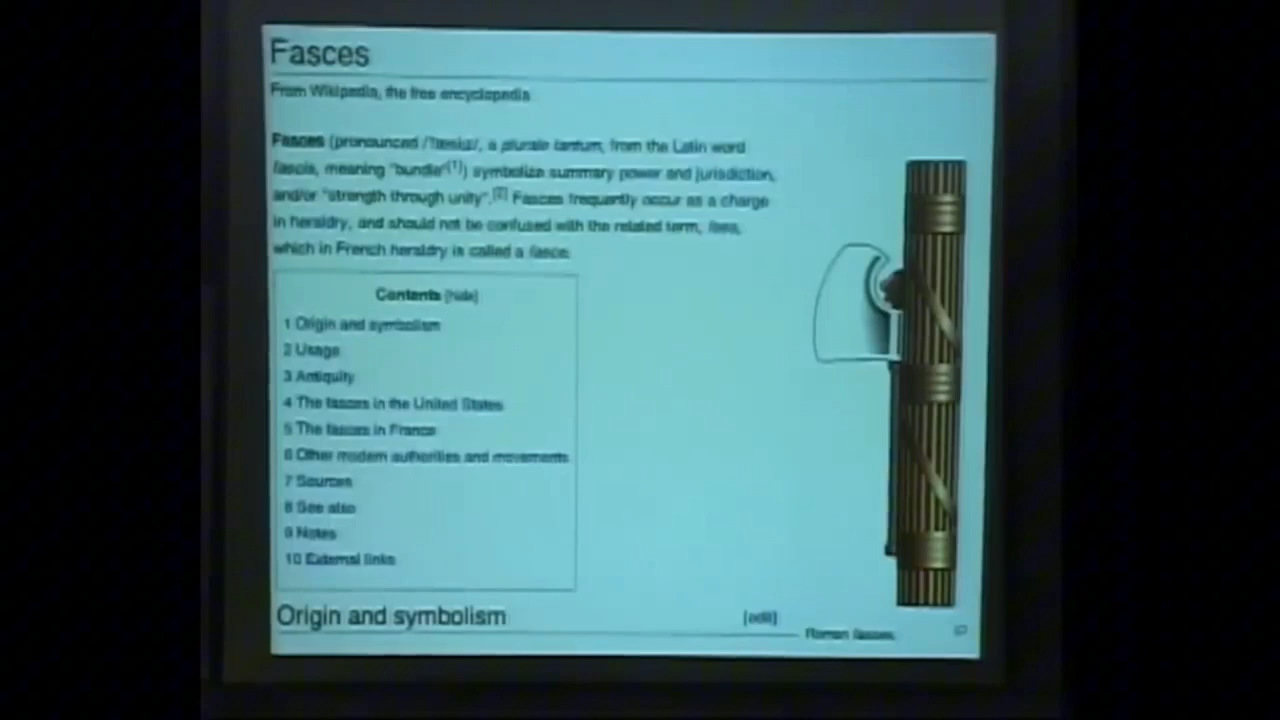 Fasces
From Wikipedia, the free encyclopedia
Fasces (pronounced a plurale tantum, from the Latin word
fascis, meaning "bundle"[1]) symbolize summary power and jurisdiction,
and/or "strength through unity".[2] Fasces frequently occur as a charge
in heraldry, and should not be confused with the related term, fess,
which in French heraldry is called a fasce.
Contents [hide]
1 Origin and symbolism
2 Usage
3 Antiquity
4 The fasces in the United States
5 The fasces in France
6 Other modern authorities and movements
7 Sources
8 See also
9 Notes
10 External links
Origin and symbolism [edit]
Roman fasces.